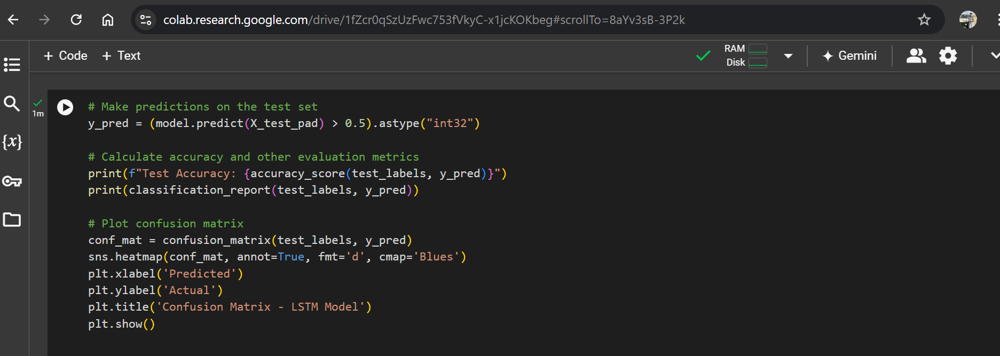 colab.research.google.com/drive/1fZcr0qSzUzFwc753fVkyC-x1jcKOKbeg#scrollTo=8aYv3sB-3P2k
+ Code + Text
RAM
Disk
Gemini
{x}
1m
# Make predictions on the test set
y_pred = (model.predict(X_test_pad) > 0.5).astype("int32")
# Calculate accuracy and other evaluation metrics
print(f"Test Accuracy: {accuracy_score(test_labels, y_pred)}")
print(classification_report(test_labels, y_pred))
# Plot confusion matrix
conf_mat = confusion_matrix(test_labels, y_pred)
sns.heatmap(conf_mat, annot=True, fmt='d', cmap='Blues')
plt.xlabel('Predicted')
plt.ylabel('Actual')
plt.title('Confusion Matrix - LSTM Model')
plt.show()